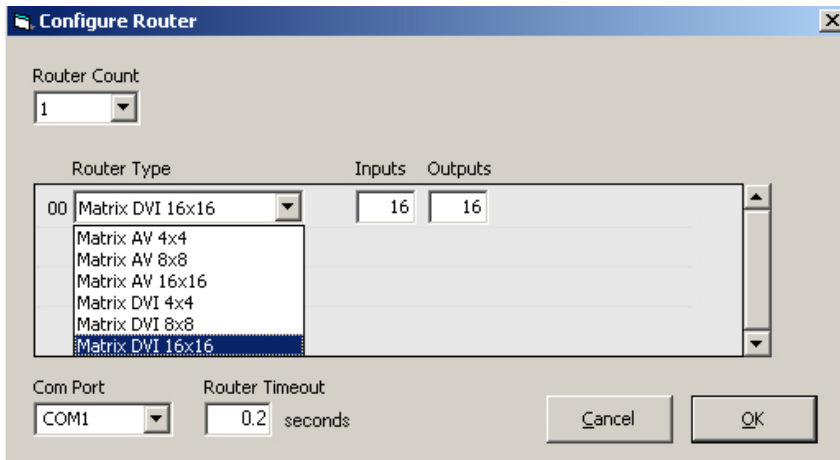 Configure Router
Router Count
1
Router Type Inputs Outputs
00 Matrix DVI 16x16 16 16
Matrix AV 4x4
Matrix AV 8x8
Matrix AV 16x16
Matrix DVI 4x4
Matrix DVI 8x8
Matrix DVI 16x16
Com Port Router Timeout
COM1 0.2 seconds Cancel OK